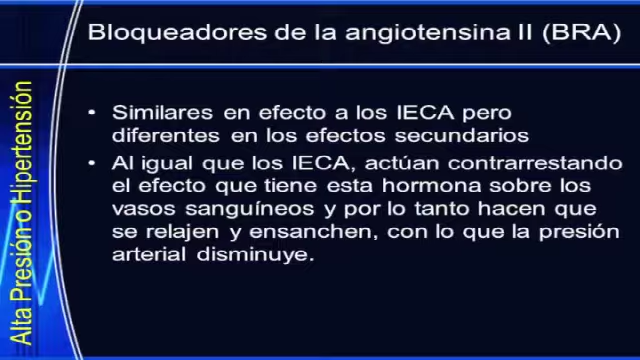 Bloqueadores de la angiotensina II (BRA)
• Similares en efecto a los IECA pero
diferentes en los efectos secundarios
• Al igual que los IECA, actúan contrarrestando
el efecto que tiene esta hormona sobre los
vasos sanguíneos y por lo tanto hacen que
se relajen y ensanchen, con lo que la presión
arterial disminuye.
Alta Presión o Hipertensión